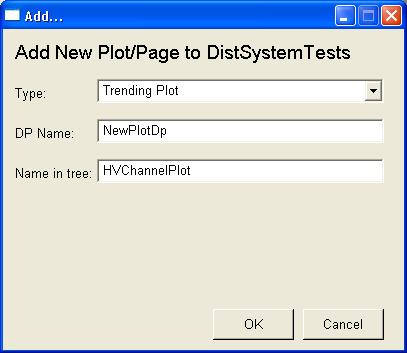 Add...
Add New Plot/Page to DistSystemTests
Type: Trending Plot
DP Name: NewPlotDp
Name in tree: HVChannelPlot
OK Cancel